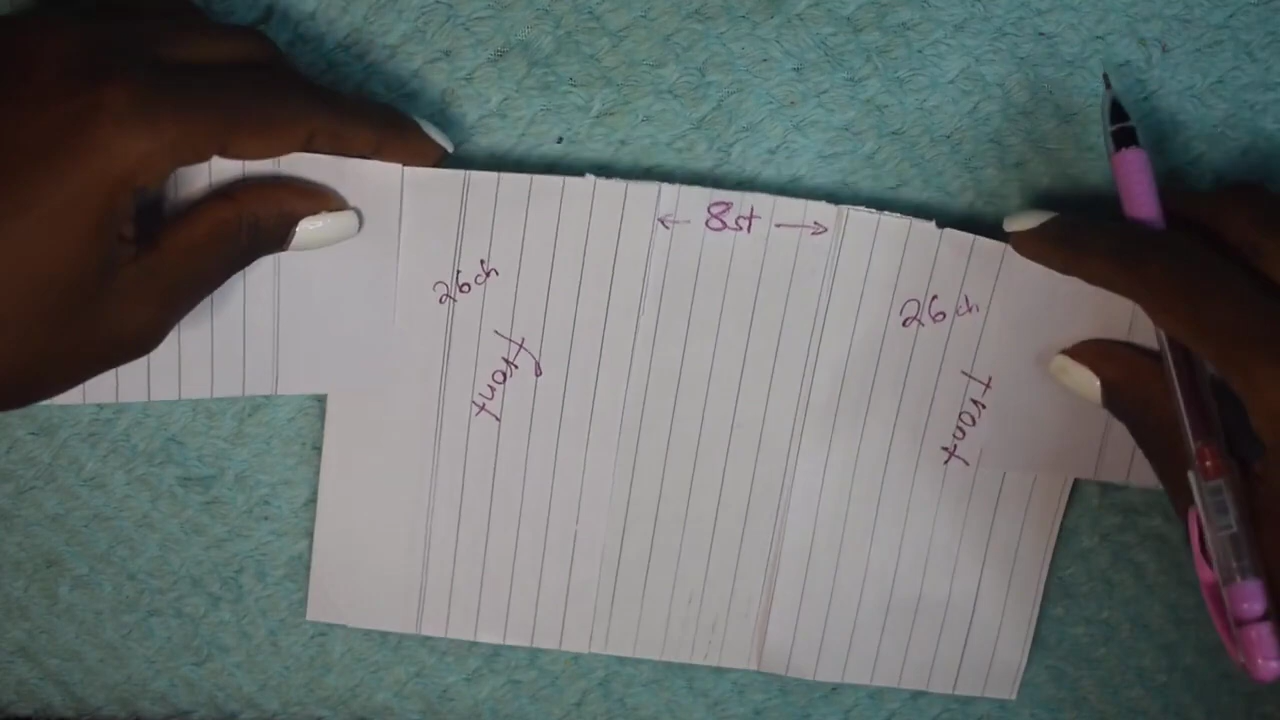 ← 8st →
26ch
26ch
front
front